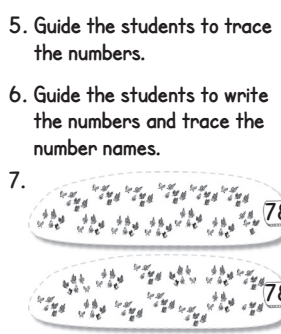 5. Guide the students to trace
the numbers.
6. Guide the students to write
the numbers and trace the
number names.
7.
78
78